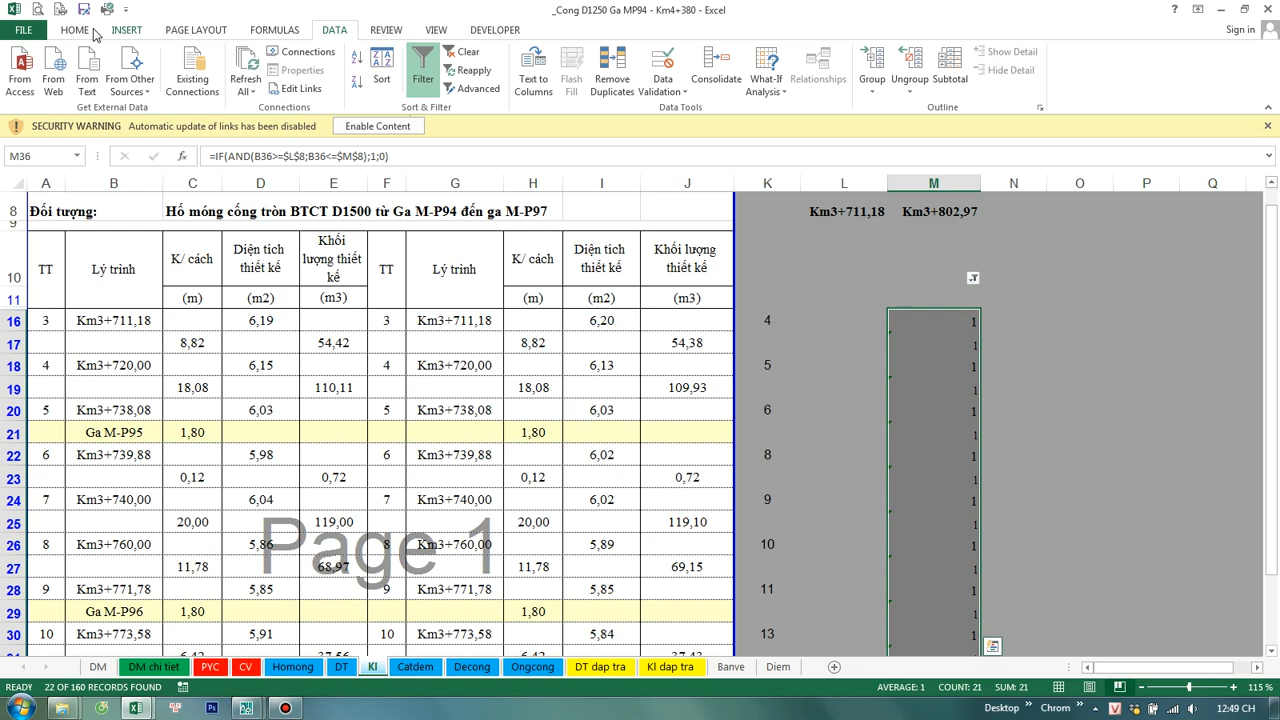 _Cong D1250 Ga MP94 - Km4+380 - Excel
FILE HOME INSERT PAGE LAYOUT FORMULAS DATA REVIEW VIEW DEVELOPER Sign in
From Access From Web From Text From Other Sources Existing Connections Refresh All Connections Properties Edit Links Sort Filter Clear Reapply Advanced Text to Columns Flash Fill Remove Duplicates Data Validation Consolidate What-If Analysis Relationships Group Ungroup Subtotal Show Detail Hide Detail
Get External Data Connections Sort & Filter Data Tools Outline
SECURITY WARNING Automatic update of links has been disabled Enable Content
M36 fx =IF(AND(B36>=$L$8;B36<=$M$8);1;0)
A B C D E F G H I J K L M N O P Q
8 Đối tượng: Hố móng cống tròn BTCT D1500 từ Ga M-P94 đến ga M-P97 Km3+711,18 Km3+802,97
9
10 TT Lý trình K/ cách Diện tích thiết kế Khối lượng thiết kế TT Lý trình K/ cách Diện tích thiết kế Khối lượng thiết kế
11 (m) (m2) (m3) (m) (m2) (m3)
16 3 Km3+711,18 6,19 3 Km3+711,18 6,20 4 1
17 8,82 54,42 8,82 54,38 1
18 4 Km3+720,00 6,15 4 Km3+720,00 6,13 5 1
19 18,08 110,11 18,08 109,93 1
20 5 Km3+738,08 6,03 5 Km3+738,08 6,03 6 1
21 Ga M-P95 1,80 1,80 1
22 6 Km3+739,88 5,98 6 Km3+739,88 6,02 8 1
23 0,12 0,72 0,12 0,72 1
24 7 Km3+740,00 6,04 7 Km3+740,00 6,02 9 1
25 20,00 119,00 20,00 119,10 1
Page 1
26 8 Km3+760,00 5,86 8 Km3+760,00 5,89 10 1
27 11,78 68,97 11,78 69,15 1
28 9 Km3+771,78 5,85 9 Km3+771,78 5,85 11 1
29 Ga M-P96 1,80 1,80 1
30 10 Km3+773,58 5,91 10 Km3+773,58 5,84 13 1
6,42 37,56 6,42 37,43
DM DM chi tiet PYC CV Homong DT Kl Catdem Decong Ongcong DT dap tra Kl dap tra Banve Diem
READY 22 OF 160 RECORDS FOUND AVERAGE: 1 COUNT: 21 SUM: 21 115 %
Desktop Chrom 12:49 CH